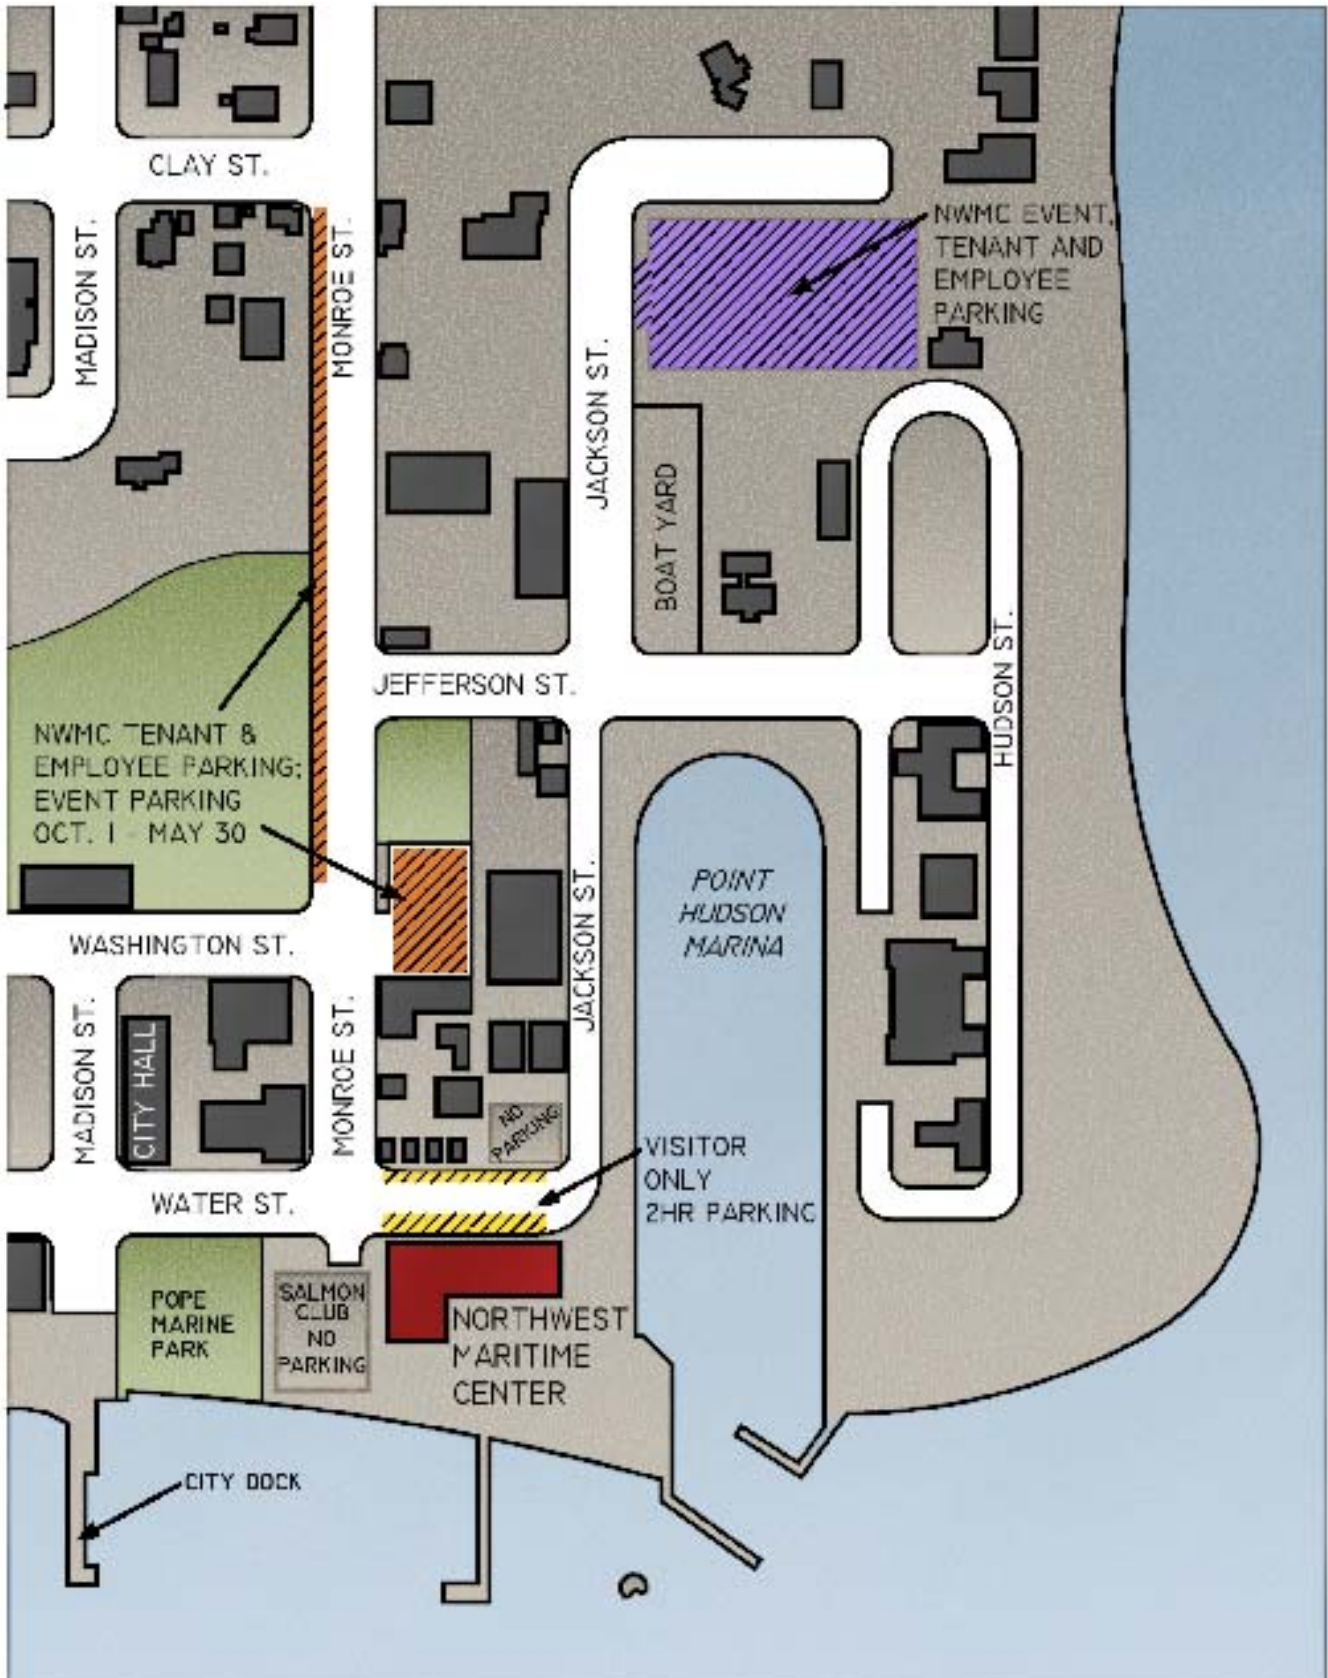 CLAY ST.
MADISON ST.
MONROE ST.
NWMC EVENT,
TENANT AND
EMPLOYEE
PARKING
JACKSON ST.
BOAT YARD
HUDSON ST.
JEFFERSON ST.
NWMC TENANT &
EMPLOYEE PARKING;
EVENT PARKING
OCT. 1 - MAY 30
POINT
HUDSON
MARINA
WASHINGTON ST.
JACKSON ST.
MADISON ST.
CITY HALL
MONROE ST.
NO
PARKING
VISITOR
ONLY
2HR PARKING
WATER ST.
POPE
MARINE
PARK
SALMON
CLUB
NO
PARKING
NORTHWEST
MARITIME
CENTER
CITY DOCK